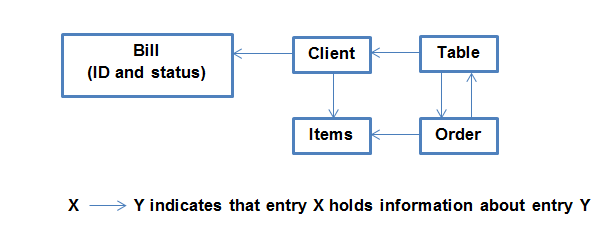 Bill
(ID and status)
Client
Table
Items
Order
X
Y indicates that entry X holds information about entry Y